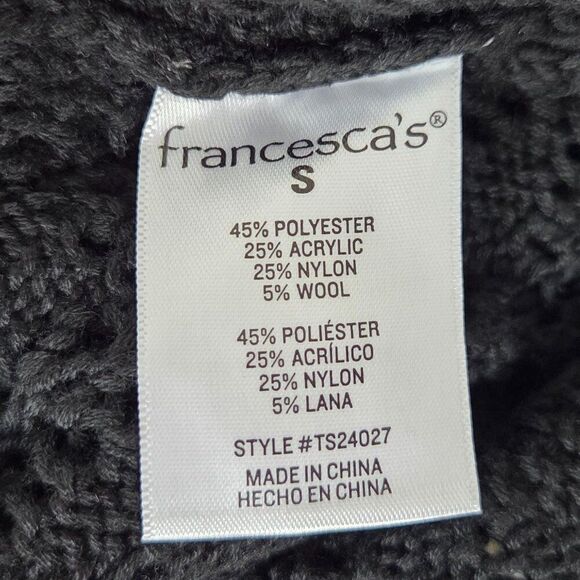 francesca's®
S
45% POLYESTER
25% ACRYLIC
25% NYLON
5% WOOL
45% POLIÉSTER
25% ACRÍLICO
25% NYLON
5% LANA
STYLE #TS24027
MADE IN CHINA
HECHO EN CHINA